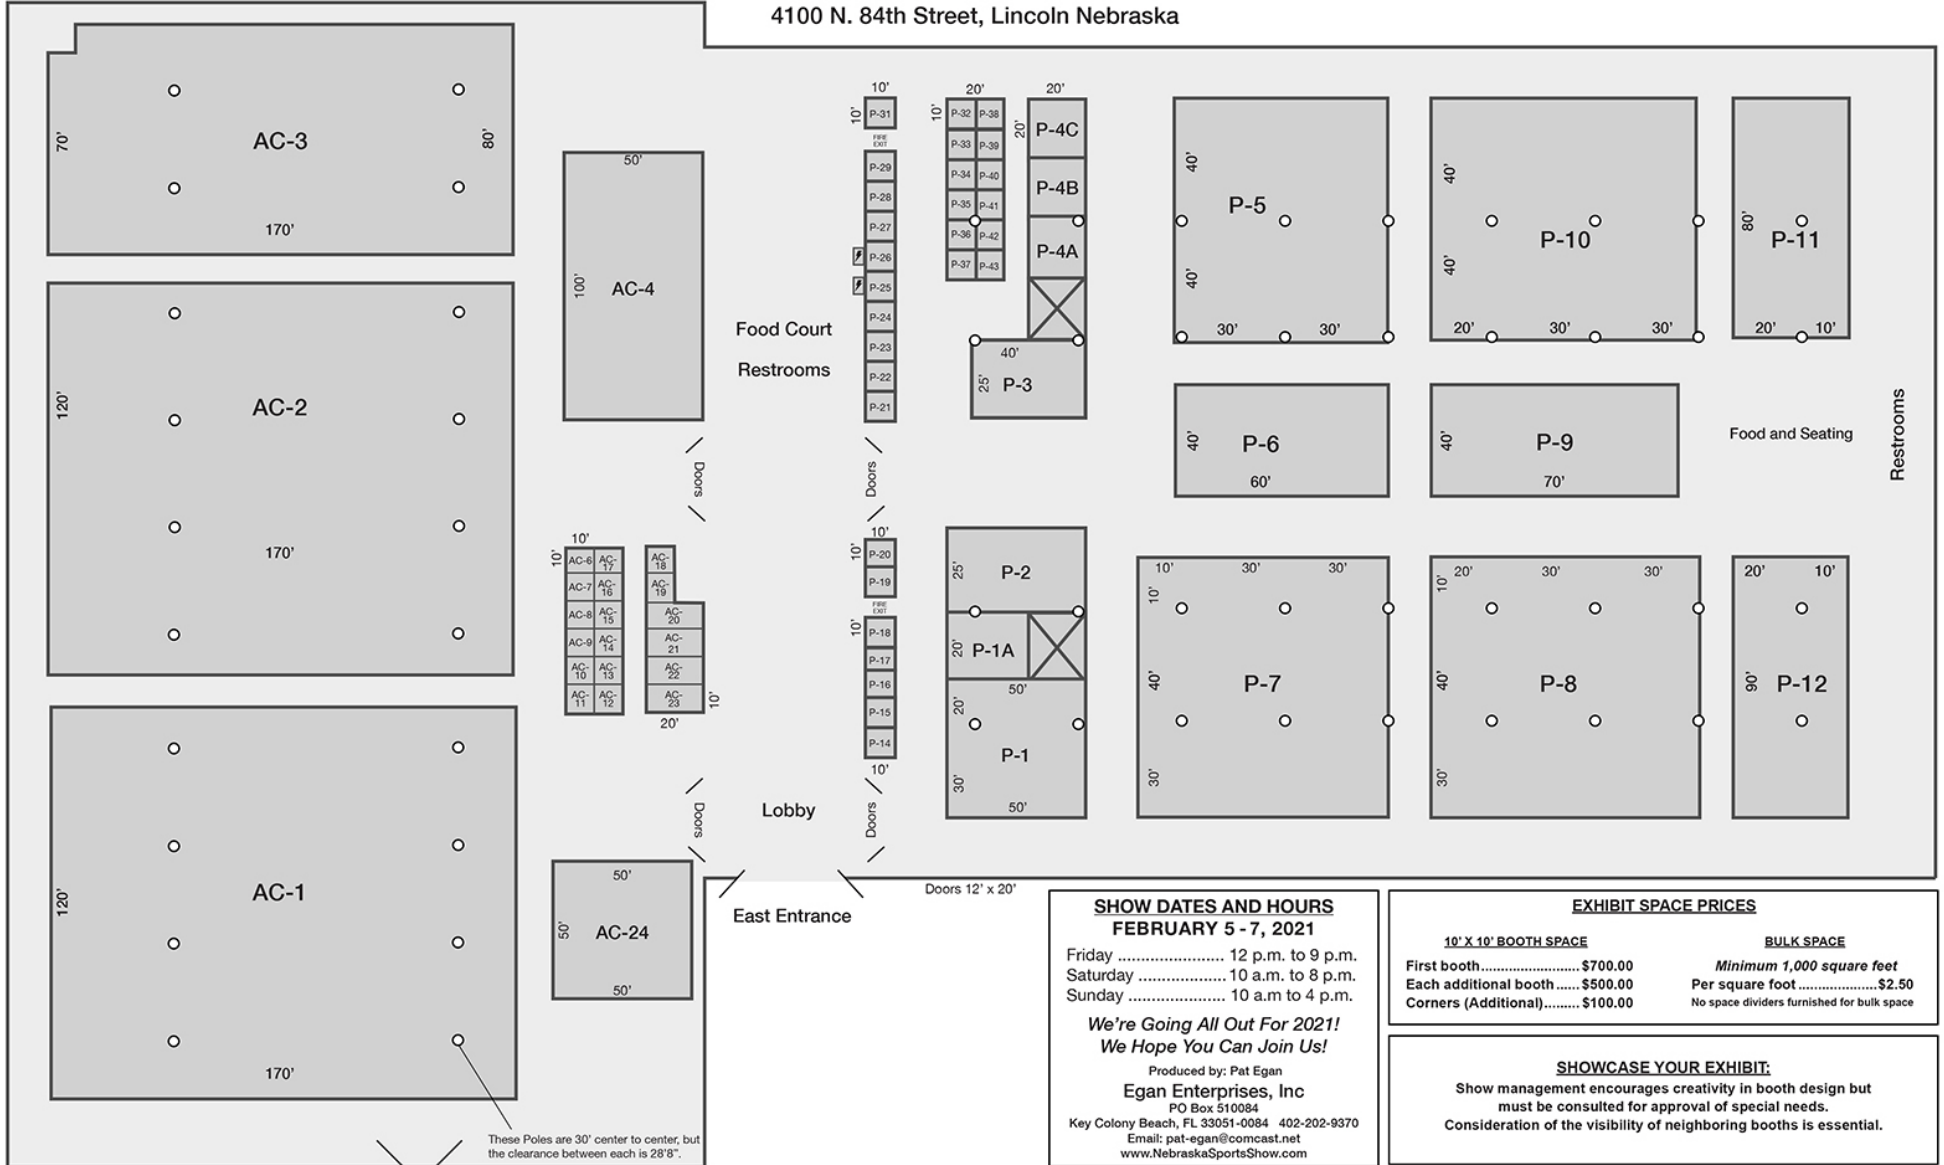 4100 N. 84th Street, Lincoln Nebraska
AC-3
70'
80'
170'
AC-2
120'
170'
AC-1
120'
170'
These Poles are 30' center to center, but
the clearance between each is 28'8".
50'
100'
AC-4
10'
10'
AC-6
AC-17
AC-7
AC-16
AC-8
AC-15
AC-9
AC-14
AC-10
AC-13
AC-11
AC-12
AC-18
AC-19
AC-20
AC-21
AC-22
AC-23
10'
20'
50'
50'
AC-24
50'
Food Court
Restrooms
Doors
Doors
Lobby
Doors
Doors
East Entrance
Doors 12' x 20'
10'
10'
P-31
FIRE
EXIT
P-29
P-28
P-27
P-26
P-25
P-24
P-23
P-22
P-21
10'
10'
P-20
P-19
FIRE
EXIT
10'
P-18
P-17
P-16
P-15
P-14
10'
20'
10'
P-32
P-38
P-33
P-39
P-34
P-40
P-35
P-41
P-36
P-42
P-37
P-43
20'
20'
P-4C
P-4B
P-4A
40'
25'
P-3
25'
P-2
20'
P-1A
50'
20'
P-1
30'
50'
40'
P-5
40'
30'
30'
40'
P-6
60'
10'
30'
30'
10'
40'
P-7
30'
40'
P-10
40'
20'
30'
30'
40'
P-9
70'
20'
30'
30'
10'
40'
P-8
30'
80'
P-11
20'
10'
Food and Seating
Restrooms
20'
10'
90'
P-12
SHOW DATES AND HOURS
FEBRUARY 5 - 7, 2021
Friday ...................... 12 p.m. to 9 p.m.
Saturday .................. 10 a.m. to 8 p.m.
Sunday .................... 10 a.m to 4 p.m.
We're Going All Out For 2021!
We Hope You Can Join Us!
Produced by: Pat Egan
Egan Enterprises, Inc
PO Box 510084
Key Colony Beach, FL 33051-0084 402-202-9370
Email: pat-egan@comcast.net
www.NebraskaSportsShow.com
EXHIBIT SPACE PRICES
10' X 10' BOOTH SPACE
First booth......................... $700.00
Each additional booth...... $500.00
Corners (Additional)......... $100.00
BULK SPACE
Minimum 1,000 square feet
Per square foot ....................$2.50
No space dividers furnished for bulk space
SHOWCASE YOUR EXHIBIT:
Show management encourages creativity in booth design but
must be consulted for approval of special needs.
Consideration of the visibility of neighboring booths is essential.